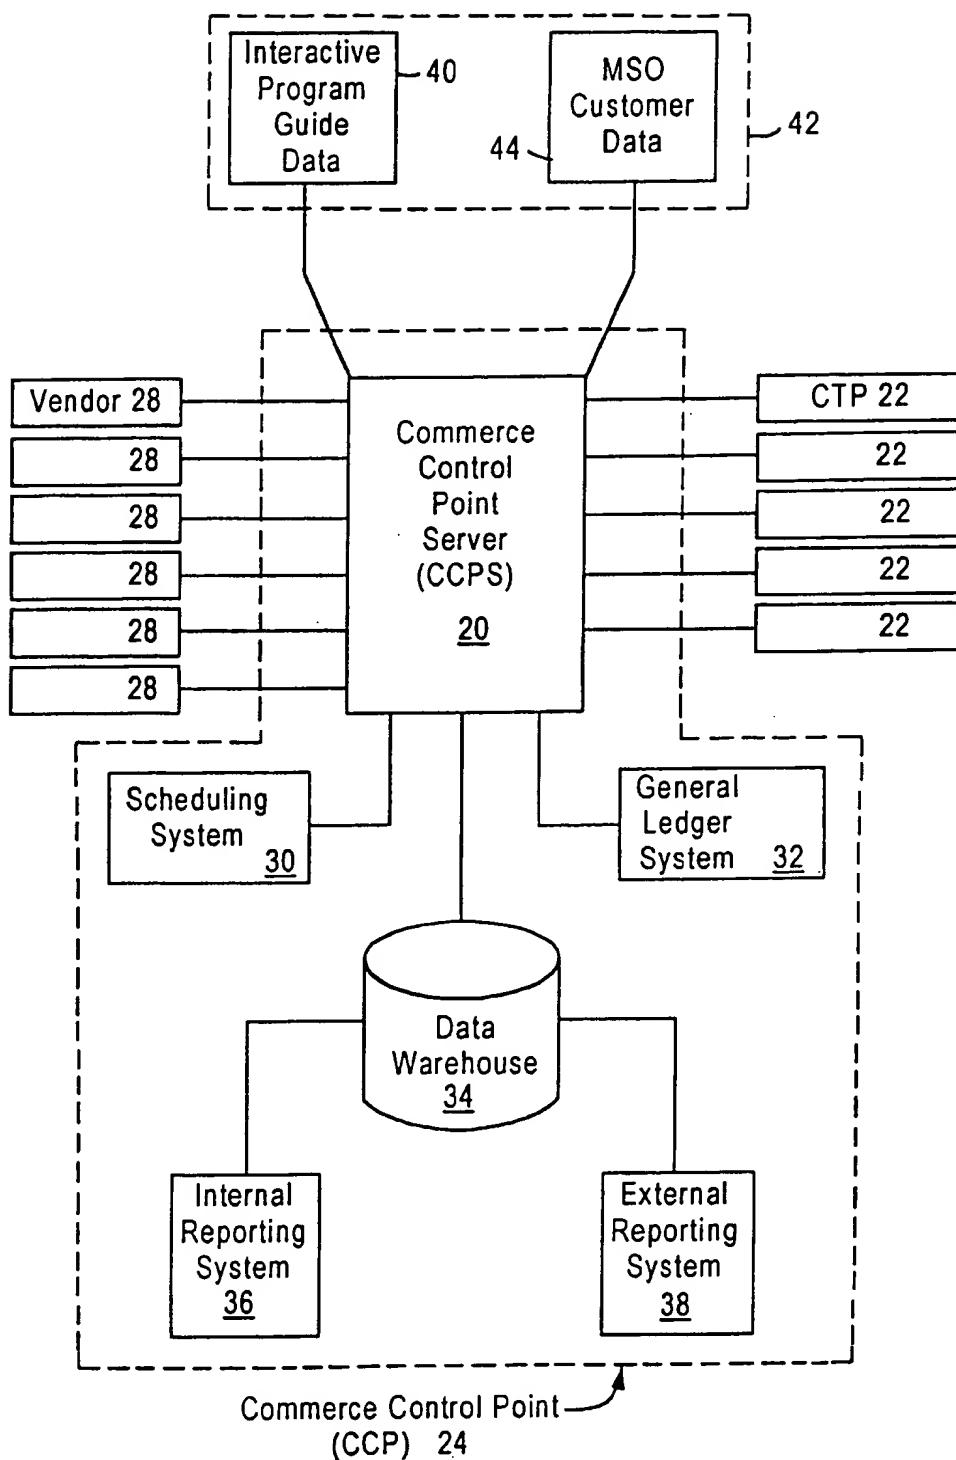 Interactive
Program
Guide
Data
40
MSO
Customer
Data
44
42
Vendor 28
28
28
28
28
28
Commerce
Control
Point
Server
(CCPS)
20
CTP 22
22
22
22
22
Scheduling
System
30
General
Ledger
System 32
Data
Warehouse
34
Internal
Reporting
System
36
External
Reporting
System
38
Commerce Control Point
(CCP) 24